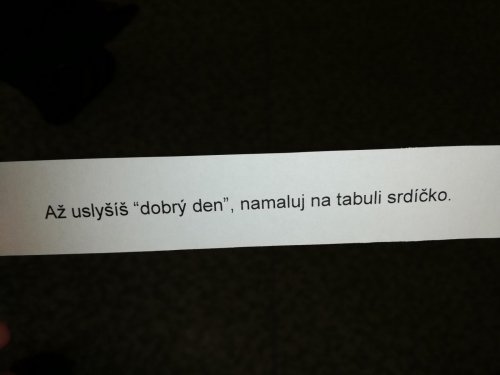 Až uslyšíš “dobrý den”, namaluj na tabuli srdíčko.